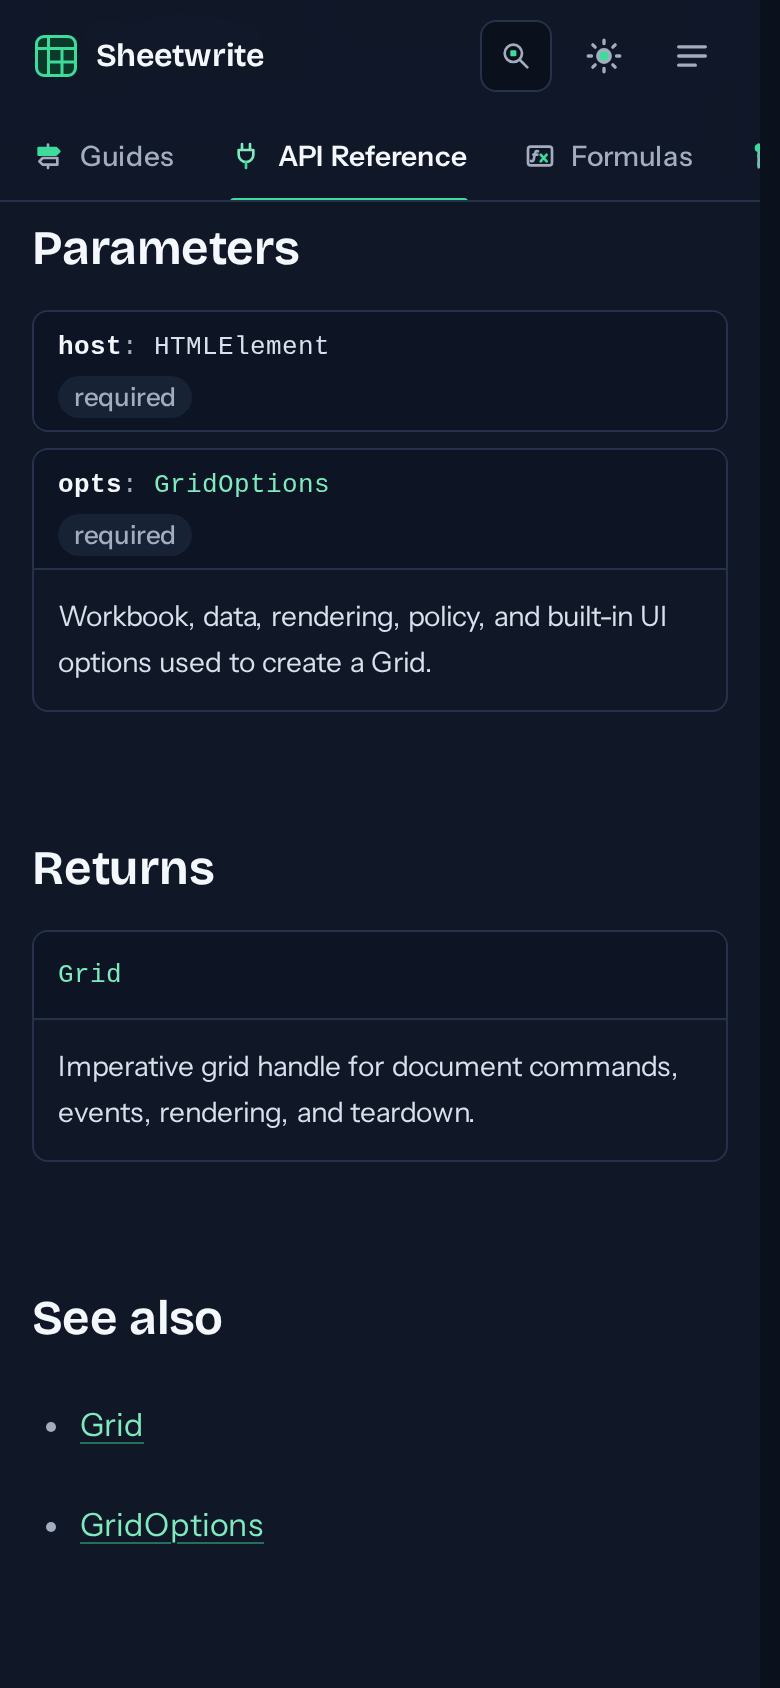 Sheetwrite
Guides
API Reference
Formulas
Parameters
host: HTMLElement
required
opts: GridOptions
required
Workbook, data, rendering, policy, and built-in UI
options used to create a Grid.
Returns
Grid
Imperative grid handle for document commands,
events, rendering, and teardown.
See also
Grid
GridOptions